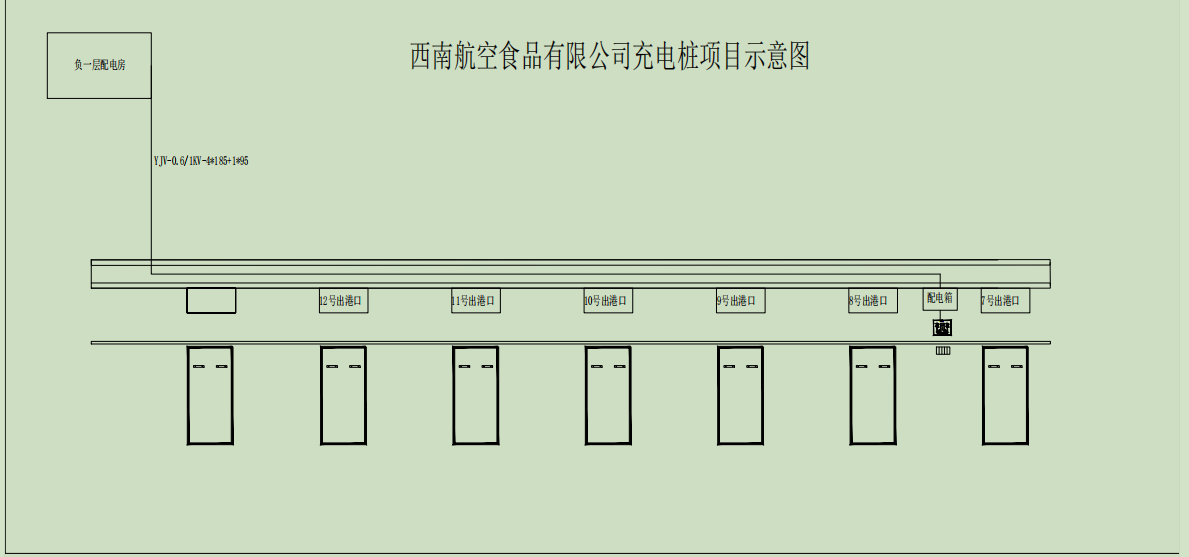 西南航空食品有限公司充电桩项目示意图
负一层配电房
YJV-0.6/1KV-4*185+1*95
12号出港口
11号出港口
10号出港口
9号出港口
8号出港口
配电箱
7号出港口